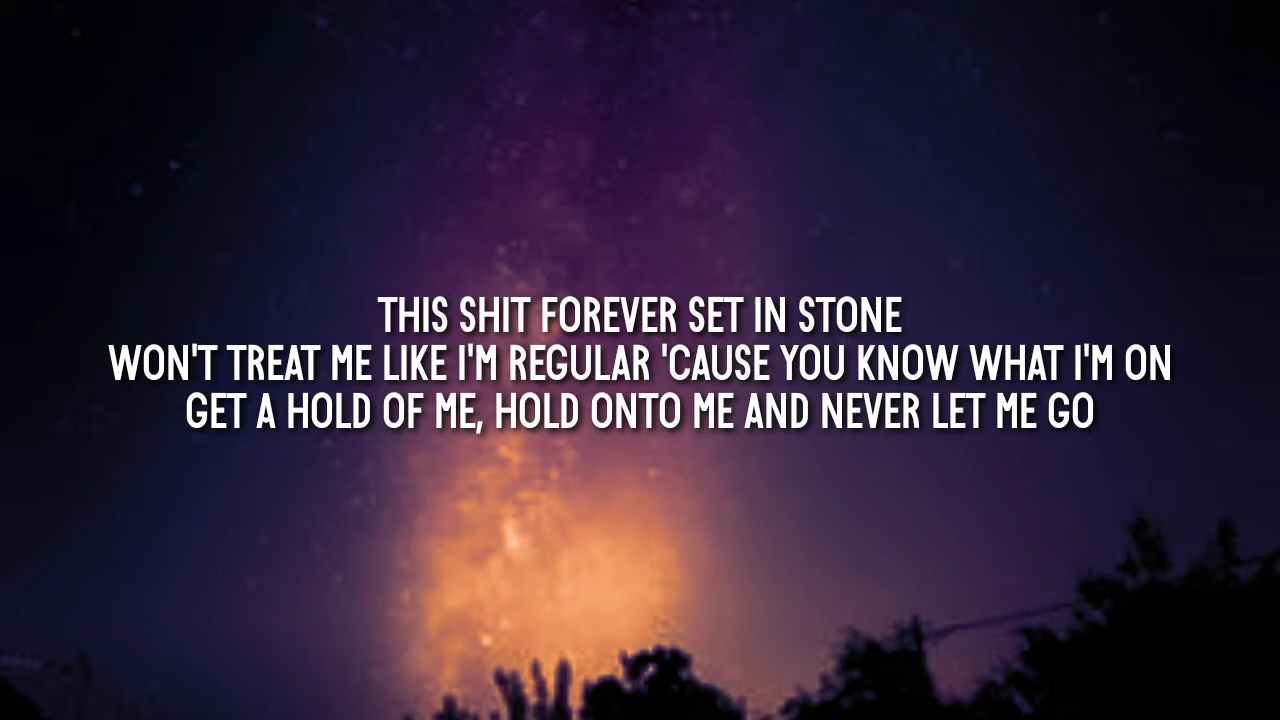 THIS SHIT FOREVER SET IN STONE
WON'T TREAT ME LIKE I'M REGULAR 'CAUSE YOU KNOW WHAT I'M ON
GET A HOLD OF ME, HOLD ONTO ME AND NEVER LET ME GO